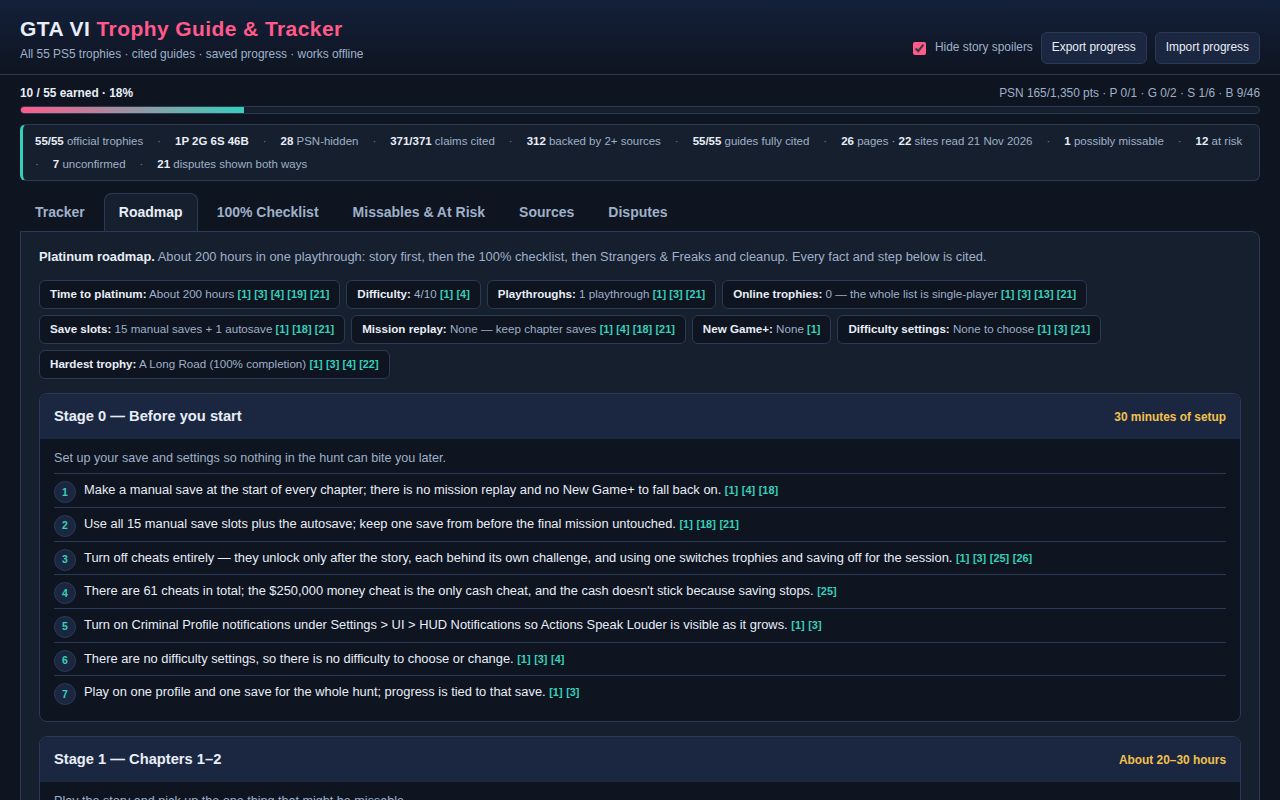 GTA VI Trophy Guide & Tracker
All 55 PS5 trophies · cited guides · saved progress · works offline
Hide story spoilers
Export progress
Import progress
10 / 55 earned · 18%
PSN 165/1,350 pts · P 0/1 · G 0/2 · S 1/6 · B 9/46
55/55 official trophies · 1P 2G 6S 46B · 28 PSN-hidden · 371/371 claims cited · 312 backed by 2+ sources · 55/55 guides fully cited · 26 pages · 22 sites read 21 Nov 2026 · 1 possibly missable · 12 at risk
· 7 unconfirmed · 21 disputes shown both ways
Tracker
Roadmap
100% Checklist
Missables & At Risk
Sources
Disputes
Platinum roadmap. About 200 hours in one playthrough: story first, then the 100% checklist, then Strangers & Freaks and cleanup. Every fact and step below is cited.
Time to platinum: About 200 hours [1] [3] [4] [19] [21]
Difficulty: 4/10 [1] [4]
Playthroughs: 1 playthrough [1] [3] [21]
Online trophies: 0 — the whole list is single-player [1] [3] [13] [21]
Save slots: 15 manual saves + 1 autosave [1] [18] [21]
Mission replay: None — keep chapter saves [1] [4] [18] [21]
New Game+: None [1]
Difficulty settings: None to choose [1] [3] [21]
Hardest trophy: A Long Road (100% completion) [1] [3] [4] [22]
Stage 0 — Before you start
30 minutes of setup
Set up your save and settings so nothing in the hunt can bite you later.
1 Make a manual save at the start of every chapter; there is no mission replay and no New Game+ to fall back on. [1] [4] [18]
2 Use all 15 manual save slots plus the autosave; keep one save from before the final mission untouched. [1] [18] [21]
3 Turn off cheats entirely — they unlock only after the story, each behind its own challenge, and using one switches trophies and saving off for the session. [1] [3] [25] [26]
4 There are 61 cheats in total; the $250,000 money cheat is the only cash cheat, and the cash doesn't stick because saving stops. [25]
5 Turn on Criminal Profile notifications under Settings > UI > HUD Notifications so Actions Speak Louder is visible as it grows. [1] [3]
6 There are no difficulty settings, so there is no difficulty to choose or change. [1] [3] [4]
7 Play on one profile and one save for the whole hunt; progress is tied to that save. [1] [3]
Stage 1 — Chapters 1–2
About 20–30 hours
Play the story and pick up the one thing that might be missable.